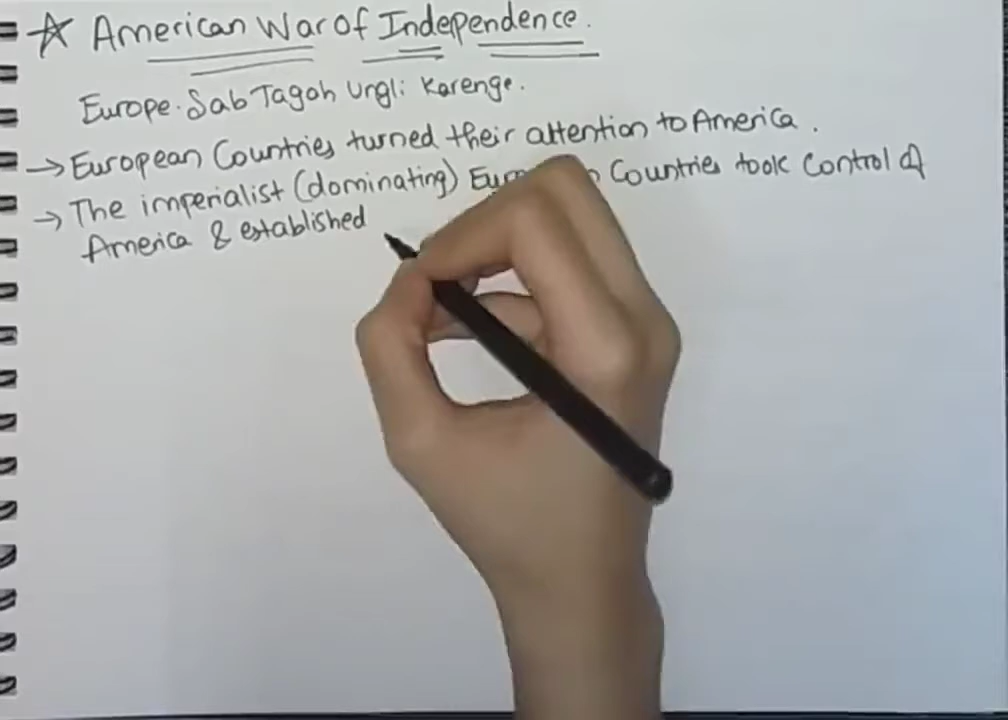 ☆ American War of Independence.
Europe. Sab Jagah Ungli Karenge.
→ European Countries turned their attention to America.
→ The imperialist (dominating) Countries took Control of
America & established